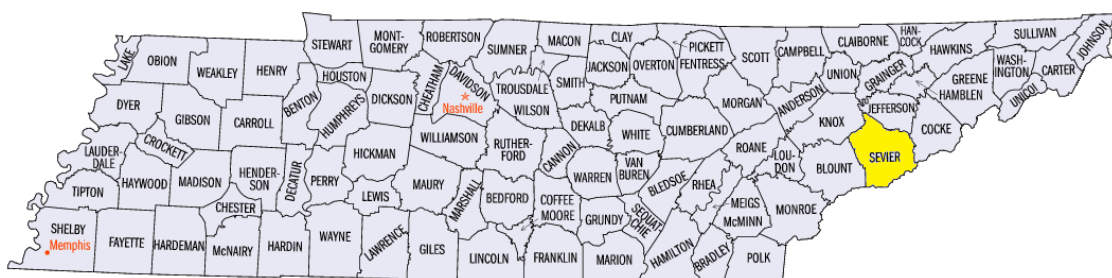 LAKE
OBION
WEAKLEY
HENRY
STEWART
MONT-
GOMERY
ROBERTSON
SUMNER
MACON
CLAY
PICKETT
FENTRESS
SCOTT
CAMPBELL
CLAIBORNE
HAN-
COCK
HAWKINS
SULLIVAN
JOHNSON
HOUSTON
BENTON
HUMPHREYS
DICKSON
CHEATHAM
DAVIDSON
Nashville
TROUSDALE
WILSON
SMITH
JACKSON
OVERTON
PUTNAM
MORGAN
ANDERSON
UNION
GRAINGER
GREENE
HAMBLEN
WASH-
INGTON
CARTER
UNICOI
DYER
GIBSON
CARROLL
CROCKETT
WILLIAMSON
RUTHER-
FORD
CANNON
DEKALB
WHITE
CUMBERLAND
ROANE
KNOX
JEFFERSON
COCKE
SEVIER
LAUDER-
DALE
HAYWOOD
MADISON
HENDER-
SON
DECATUR
PERRY
HICKMAN
LEWIS
MAURY
MARSHALL
BEDFORD
COFFEE
MOORE
WARREN
VAN
BUREN
BLEDSOE
RHEA
LOU-
DON
BLOUNT
TIPTON
CHESTER
GRUNDY
SEQUAT
CHIE
MEIGS
McMINN
MONROE
SHELBY
Memphis
FAYETTE
HARDEMAN
McNAIRY
HARDIN
WAYNE
LAWRENCE
GILES
LINCOLN
FRANKLIN
MARION
HAMILTON
BRADLEY
POLK